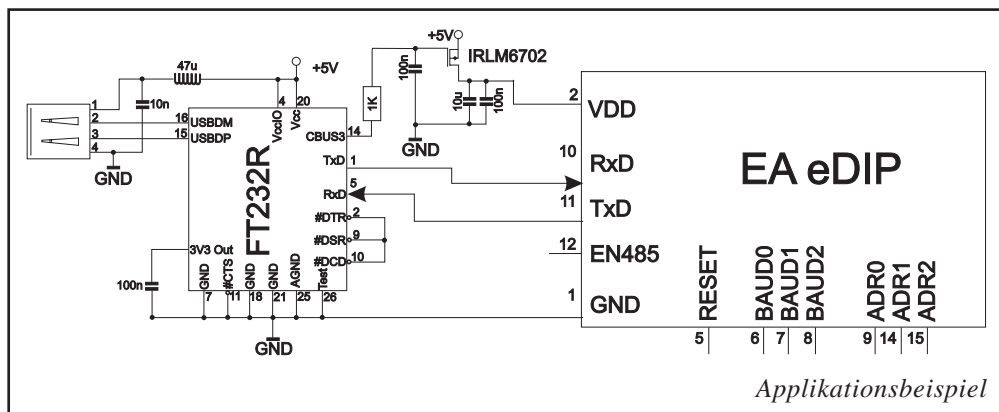 +5V
IRLM6702
47u
+5V
100n
10u
100n
1K
1
2
3
4
10n
GND
4
VccIO
20
Vcc
16 USBDM
15 USBDP
CBUS3 14
TxD 1
RxD 5
#DTR 2
#DSR 9
#DCD 10
FT232R
3V3 Out
100n
GND
7
#CTS
11
GND
18
GND
21
AGND
25
Test
26
GND
2 VDD
10 RxD
11 TxD
12 EN485
1 GND
EA eDIP
RESET
5
BAUD0
6
BAUD1
7
BAUD2
8
ADR0
9
ADR1
14
ADR2
15
Applikationsbeispiel